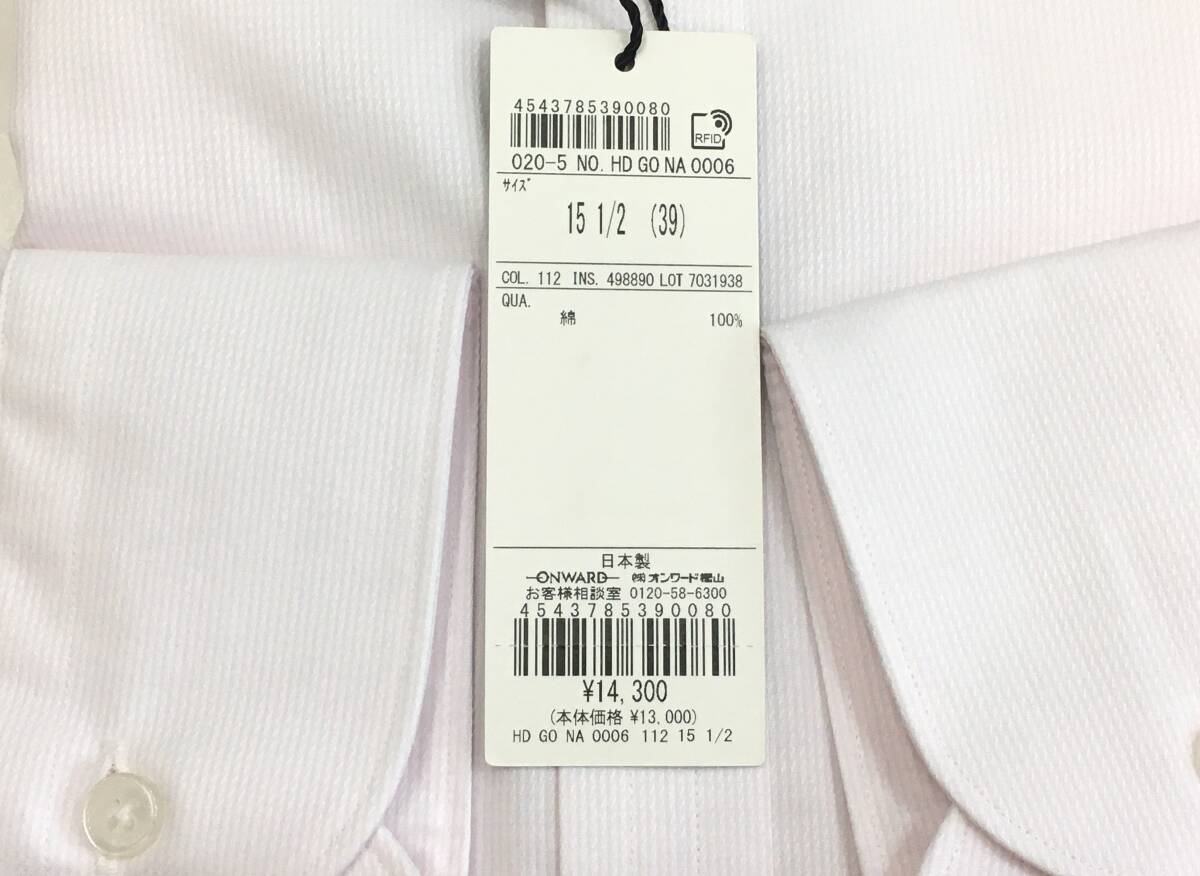 4543785390080
RFID
020-5 NO. HD GO NA 0006
サイズ
15 1/2 (39)
COL. 112 INS. 498890 LOT 7031938
QUA.
綿 100%
日本製
ONWARD ㈱オンワード樫山
お客様相談室 0120-58-6300
4543785390080
¥14,300
(本体価格 ¥13,000)
HD GO NA 0006 112 15 1/2